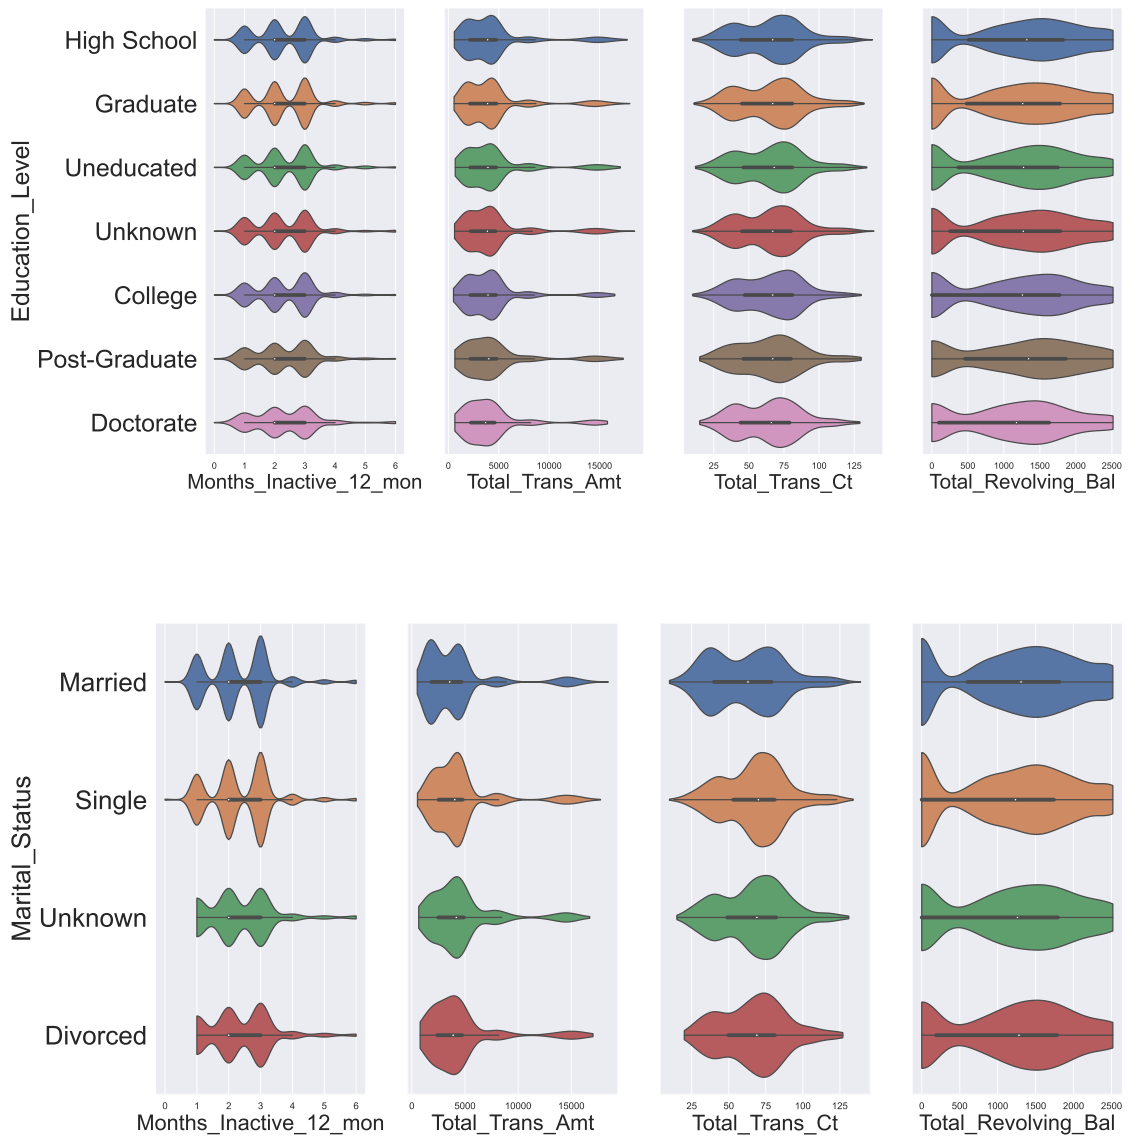 Education_Level
High School
Graduate
Uneducated
Unknown
College
Post-Graduate
Doctorate
0 1 2 3 4 5 6
0 5000 10000 15000
25 50 75 100 125
0 500 1000 1500 2000 2500
Months_Inactive_12_mon
Total_Trans_Amt
Total_Trans_Ct
Total_Revolving_Bal
Marital_Status
Married
Single
Unknown
Divorced
0 1 2 3 4 5 6
0 5000 10000 15000
25 50 75 100 125
0 500 1000 1500 2000 2500
Months_Inactive_12_mon
Total_Trans_Amt
Total_Trans_Ct
Total_Revolving_Bal